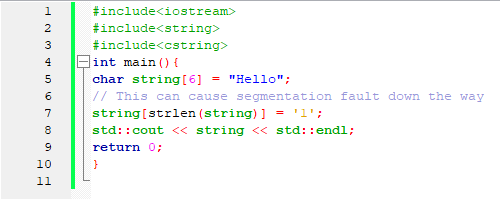 1 #include<iostream>
2 #include<string>
3 #include<cstring>
4 int main(){
5 char string[6] = "Hello";
6 // This can cause segmentation fault down the way
7 string[strlen(string)] = '1';
8 std::cout << string << std::endl;
9 return 0;
10 }
11